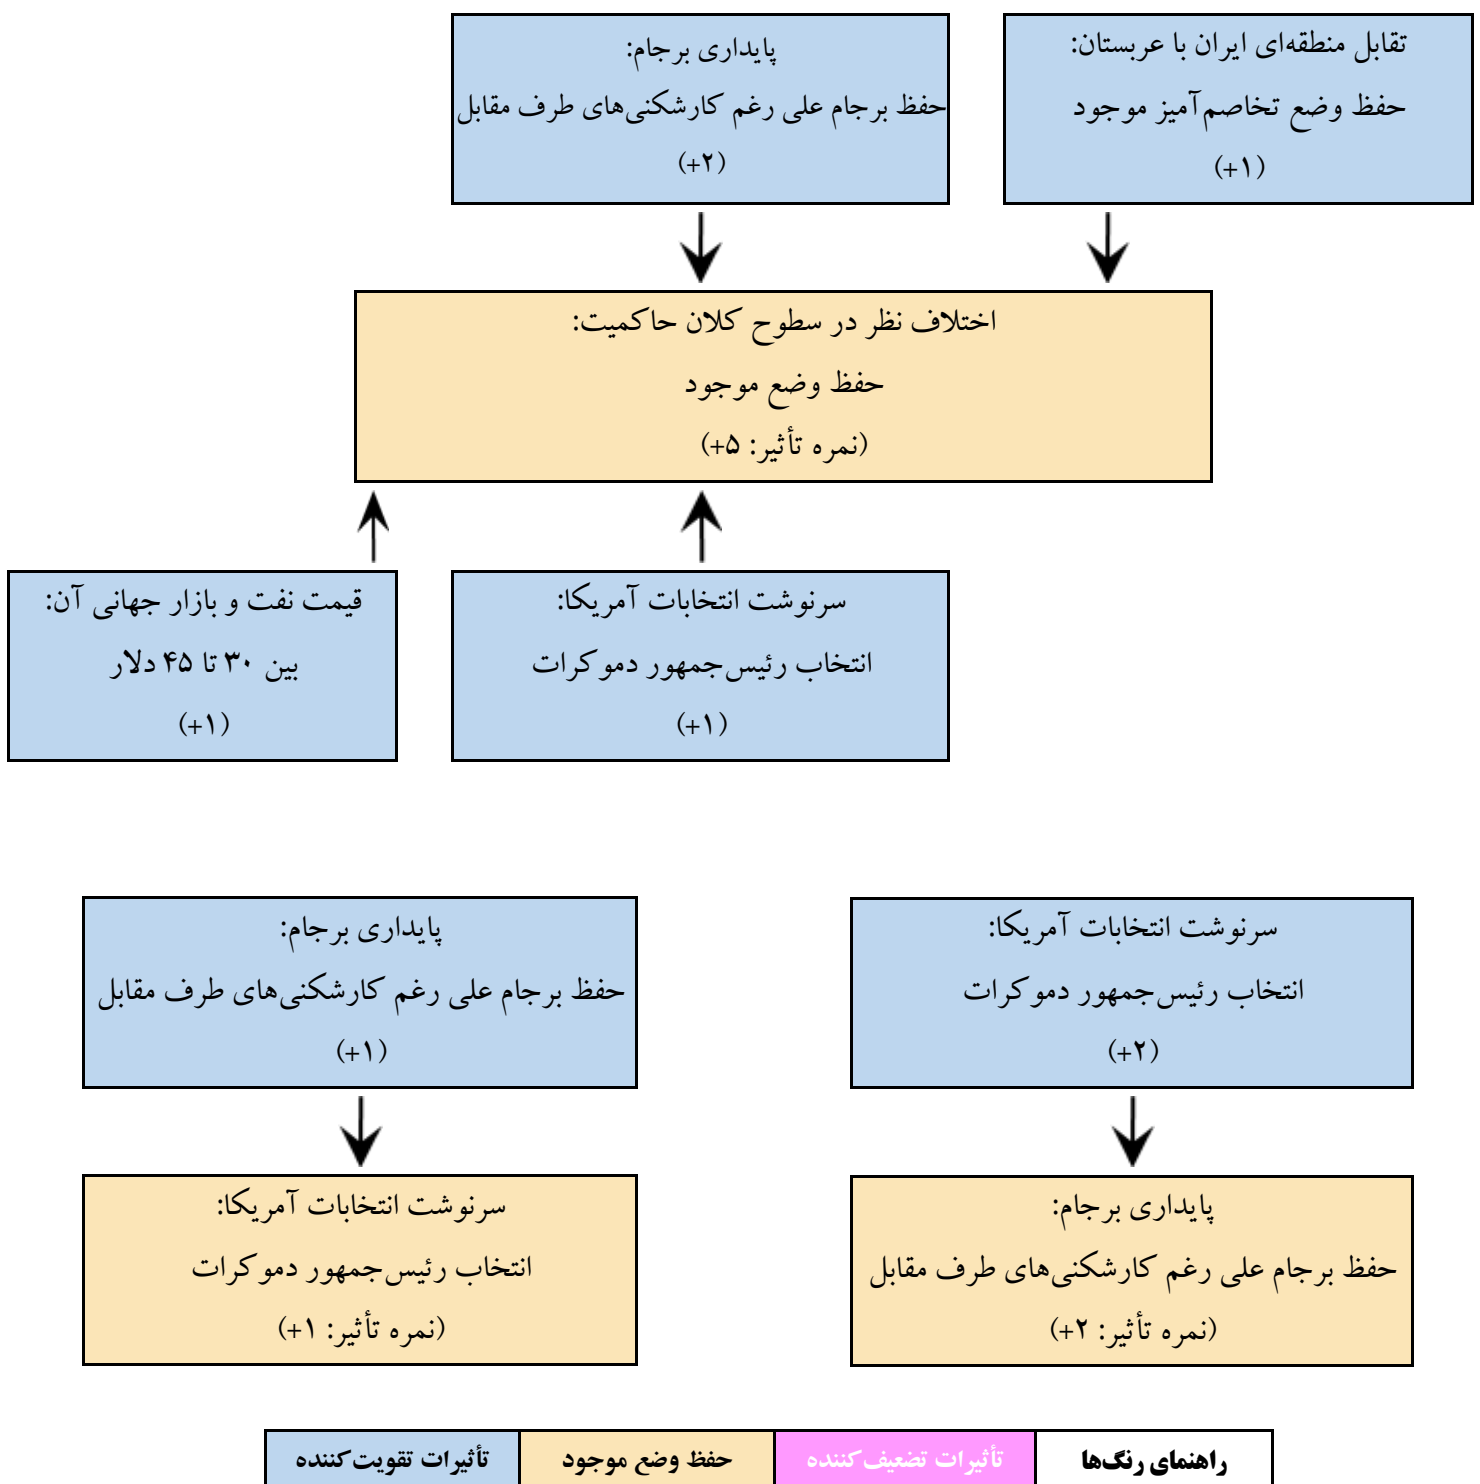 تقابل منطقه‌ای ایران با عربستان:
حفظ وضع تخاصم‌آمیز موجود
(+۱)
پایداری برجام:
حفظ برجام علی رغم کارشکنی‌های طرف مقابل
(+۲)
اختلاف نظر در سطوح کلان حاکمیت:
حفظ وضع موجود
(نمره تأثیر: ۵+)
سرنوشت انتخابات آمریکا:
انتخاب رئیس‌جمهور دموکرات
(+۱)
قیمت نفت و بازار جهانی آن:
بین ۳۰ تا ۴۵ دلار
(+۱)
سرنوشت انتخابات آمریکا:
انتخاب رئیس‌جمهور دموکرات
(+۲)
پایداری برجام:
حفظ برجام علی رغم کارشکنی‌های طرف مقابل
(نمره تأثیر: ۲+)
پایداری برجام:
حفظ برجام علی رغم کارشکنی‌های طرف مقابل
(+۱)
سرنوشت انتخابات آمریکا:
انتخاب رئیس‌جمهور دموکرات
(نمره تأثیر: ۱+)
راهنمای رنگ‌ها
تأثیرات تضعیف‌کننده
حفظ وضع موجود
تأثیرات تقویت‌کننده